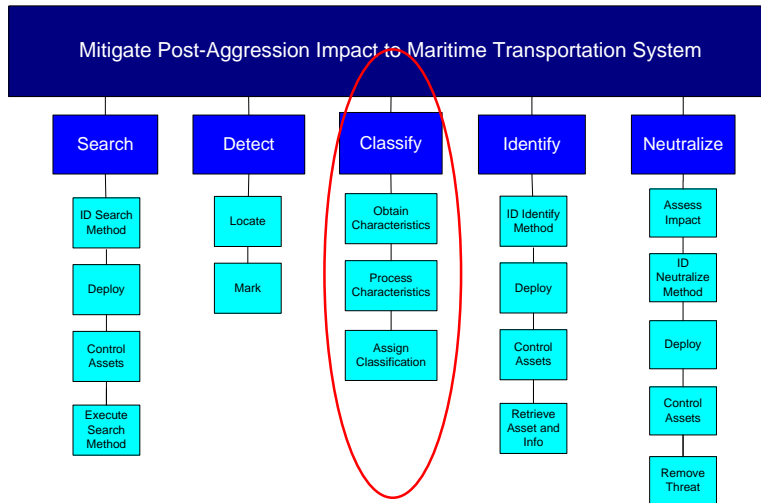 Mitigate Post-Aggression Impact to Maritime Transportation System
Search
Detect
Classify
Identify
Neutralize
ID Search
Method
Deploy
Control
Assets
Execute
Search
Method
Locate
Mark
Obtain
Characteristics
Process
Characteristics
Assign
Classification
ID Identify
Method
Deploy
Control
Assets
Retrieve
Asset and
Info
Assess
Impact
ID
Neutralize
Method
Deploy
Control
Assets
Remove
Threat